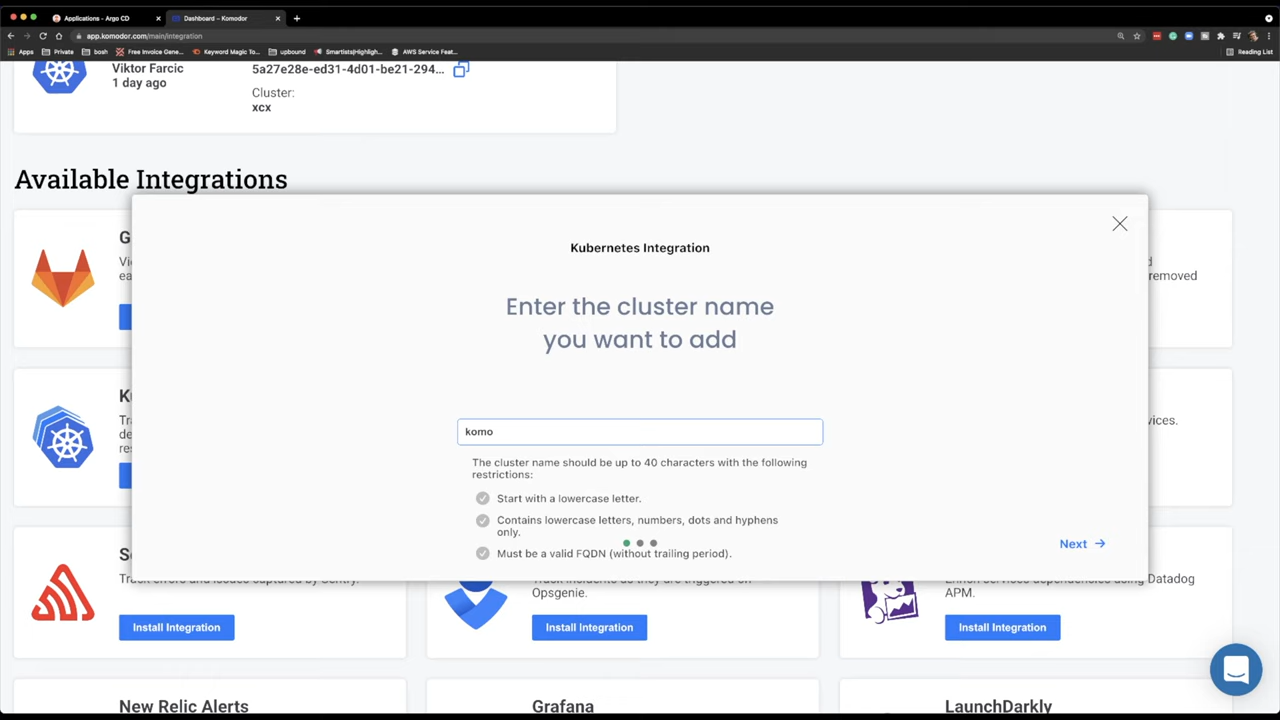 Applications - Argo CD
Dashboard – Komodor
app.komodor.com/main/integration
Apps
Private
bosh
Free Invoice Gene...
Keyword Magic To...
upbound
Smartists|Highligh...
AWS Service Feat...
Reading List
Viktor Farcic
1 day ago
5a27e28e-ed31-4d01-be21-294...
Cluster:
xcx
Available Integrations
Kubernetes Integration
Enter the cluster name
you want to add
komo
The cluster name should be up to 40 characters with the following
restrictions:
Start with a lowercase letter.
Contains lowercase letters, numbers, dots and hyphens
only.
Must be a valid FQDN (without trailing period).
Next
removed
Track errors and issues captured by Sentry.
Install Integration
Track incidents as they are triggered on
Opsgenie.
Install Integration
Enrich Services dependencies using Datadog
APM.
Install Integration
New Relic Alerts
Grafana
LaunchDarkly